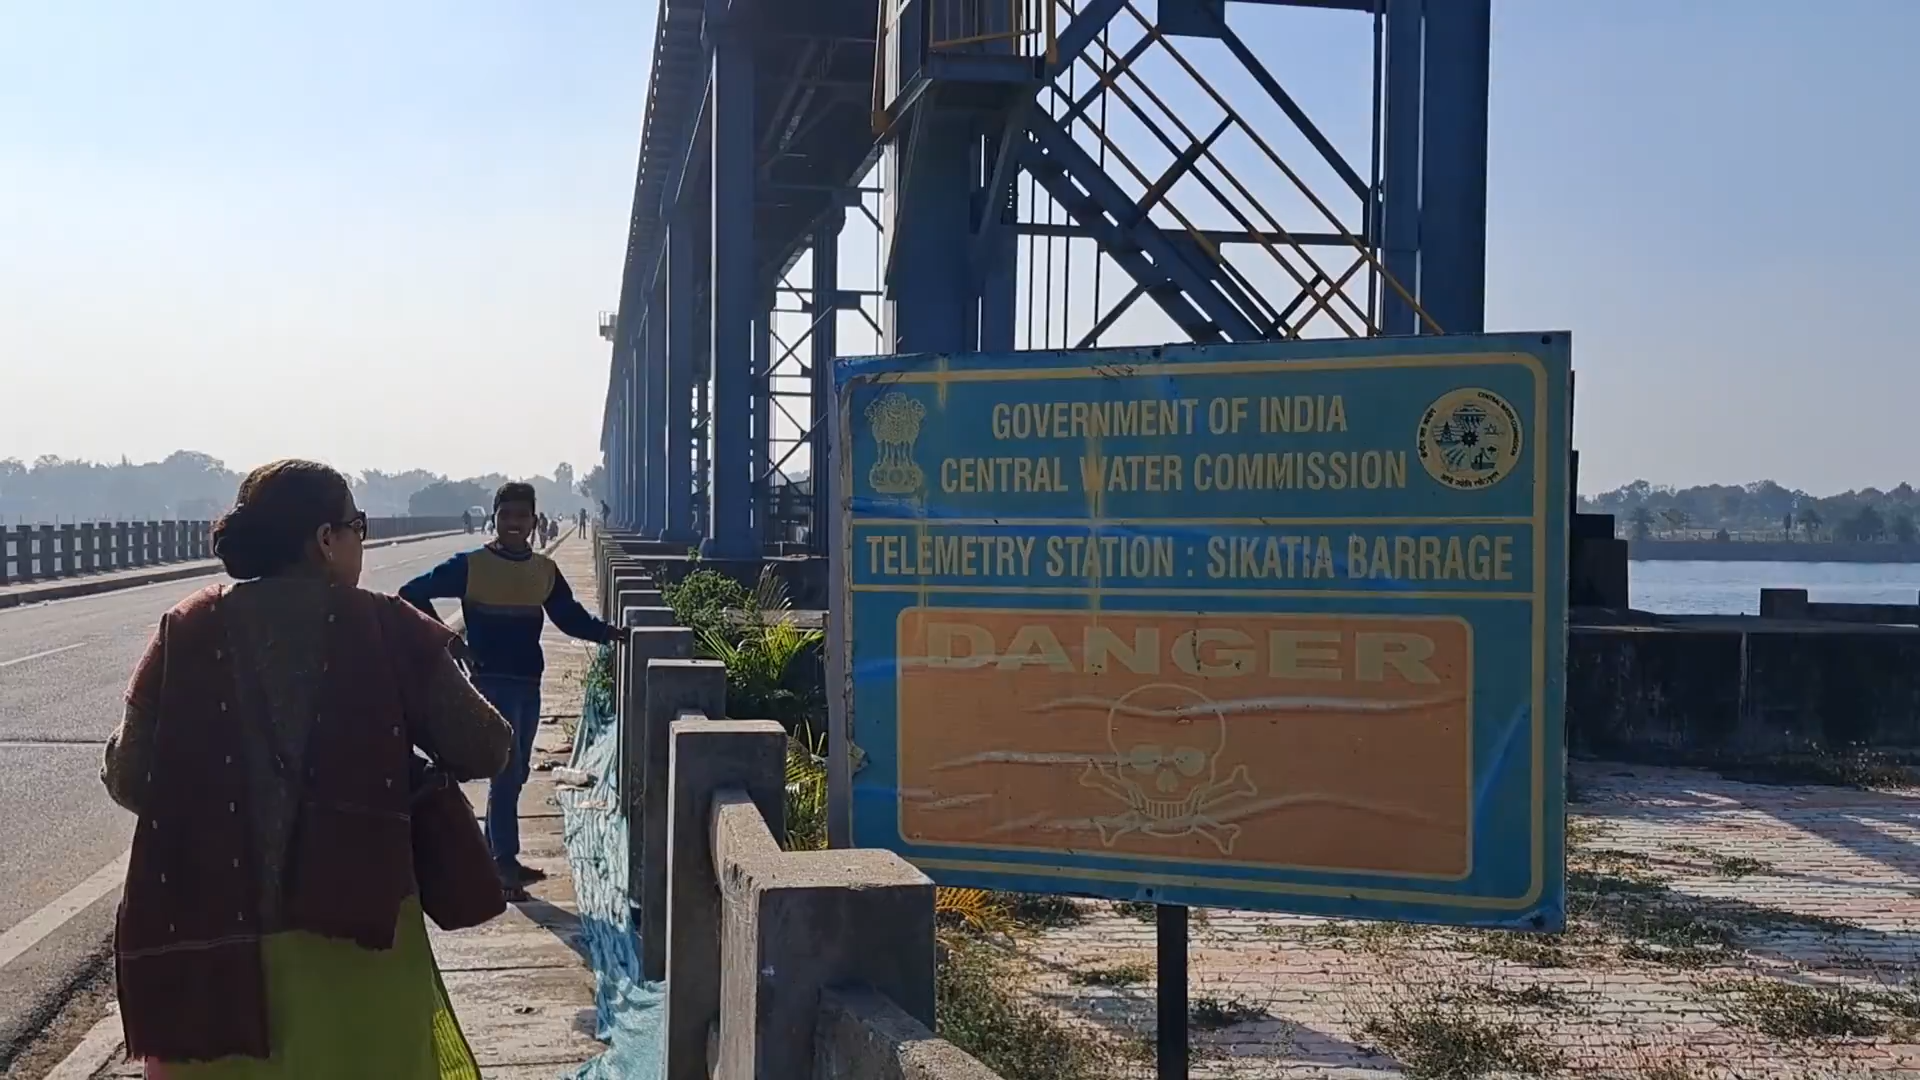 GOVERNMENT OF INDIA
CENTRAL WATER COMMISSION
TELEMETRY STATION : SIKATIA BARRAGE
DANGER